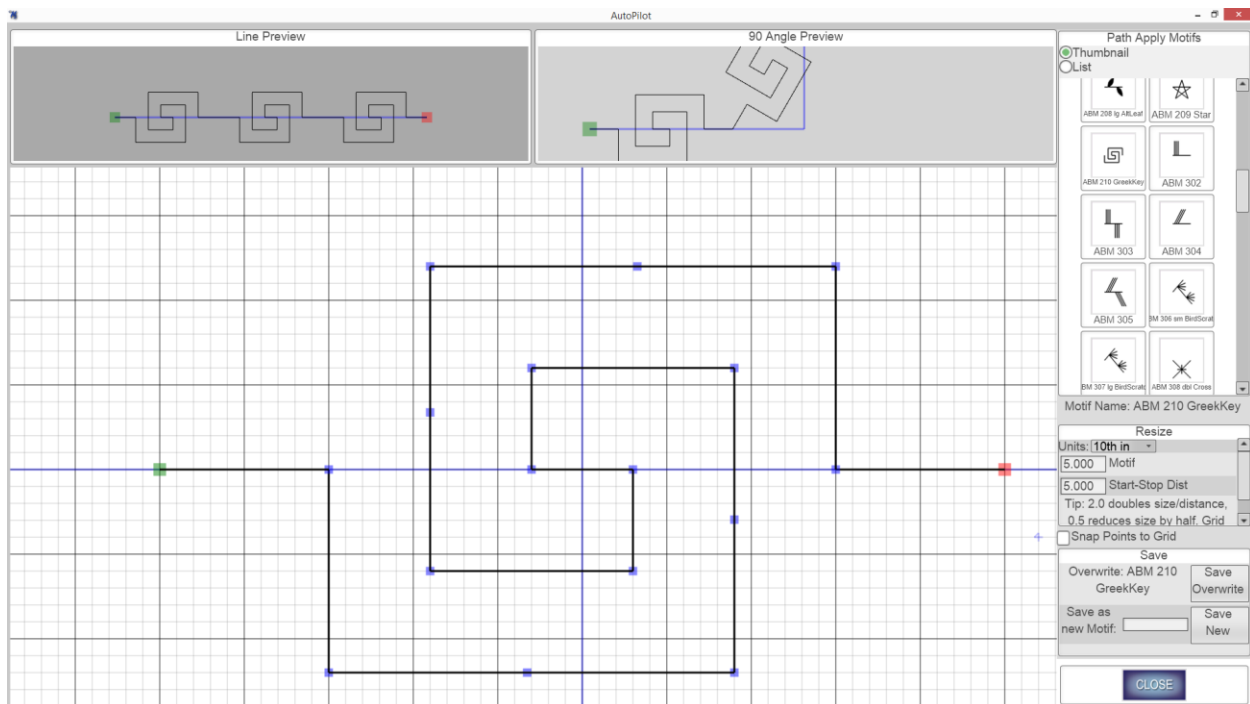 AutoPilot
Line Preview
90 Angle Preview
Path Apply Motifs
Thumbnail
List
ABM 208 lg AltLeaf
ABM 209 Star
ABM 210 GreekKey
ABM 302
ABM 303
ABM 304
ABM 305
BM 306 sm BirdScrat
BM 307 lg BirdScratc
ABM 308 dbl Cross
Motif Name: ABM 210 GreekKey
Resize
Units: 10th in
5.000 Motif
5.000 Start-Stop Dist
Tip: 2.0 doubles size/distance,
0.5 reduces size by half. Grid
Snap Points to Grid
Save
Overwrite: ABM 210
GreekKey
Save
Overwrite
Save as
new Motif:
Save
New
CLOSE